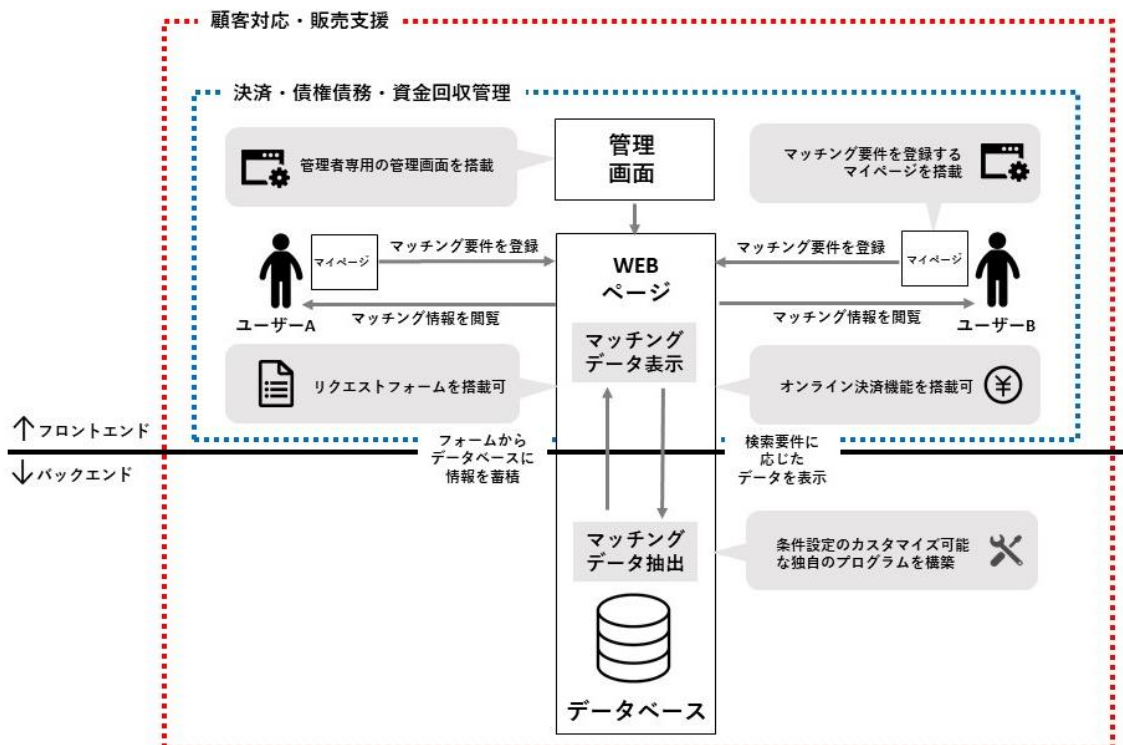 顧客対応・販売支援
決済・債権債務・資金回収管理
管理者専用の管理画面を搭載
管理
画面
マッチング要件を登録する
マイページを搭載
マイページ
マッチング要件を登録
マッチング要件を登録
マイページ
WEB
ページ
ユーザーA
マッチング情報を閲覧
マッチング情報を閲覧
ユーザーB
マッチング
データ表示
リクエストフォームを搭載可
オンライン決済機能を搭載可
↑フロントエンド
↓バックエンド
フォームから
データベースに
情報を蓄積
検索要件に
応じた
データを表示
マッチング
データ抽出
条件設定のカスタマイズ可能
な独自のプログラムを構築
データベース